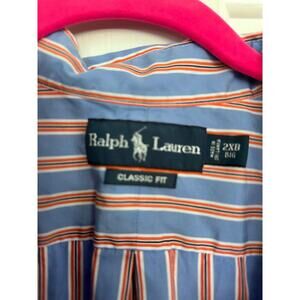 Ralph Lauren
CLASSIC FIT
2XB
BIG